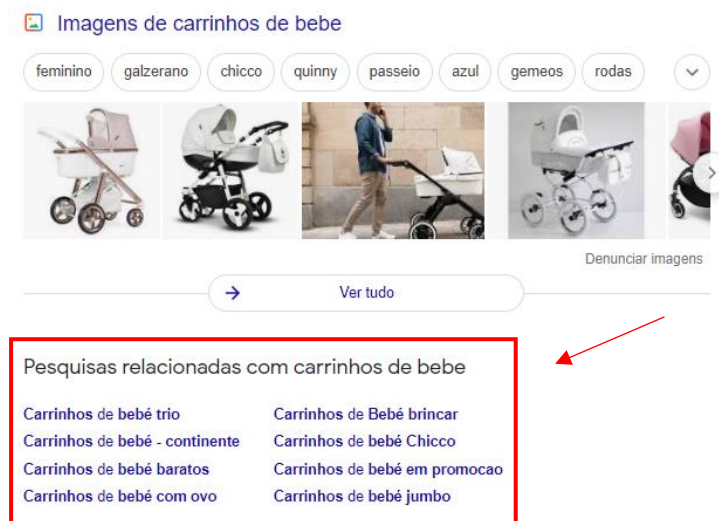 Imagens de carrinhos de bebe
feminino galzerano chicco quinny passeio azul gemeos rodas
Denunciar imagens
Ver tudo
Pesquisas relacionadas com carrinhos de bebe
Carrinhos de bebé trio
Carrinhos de Bebé brincar
Carrinhos de bebé - continente
Carrinhos de bebé Chicco
Carrinhos de bebé baratos
Carrinhos de bebé em promocao
Carrinhos de bebé com ovo
Carrinhos de bebé jumbo